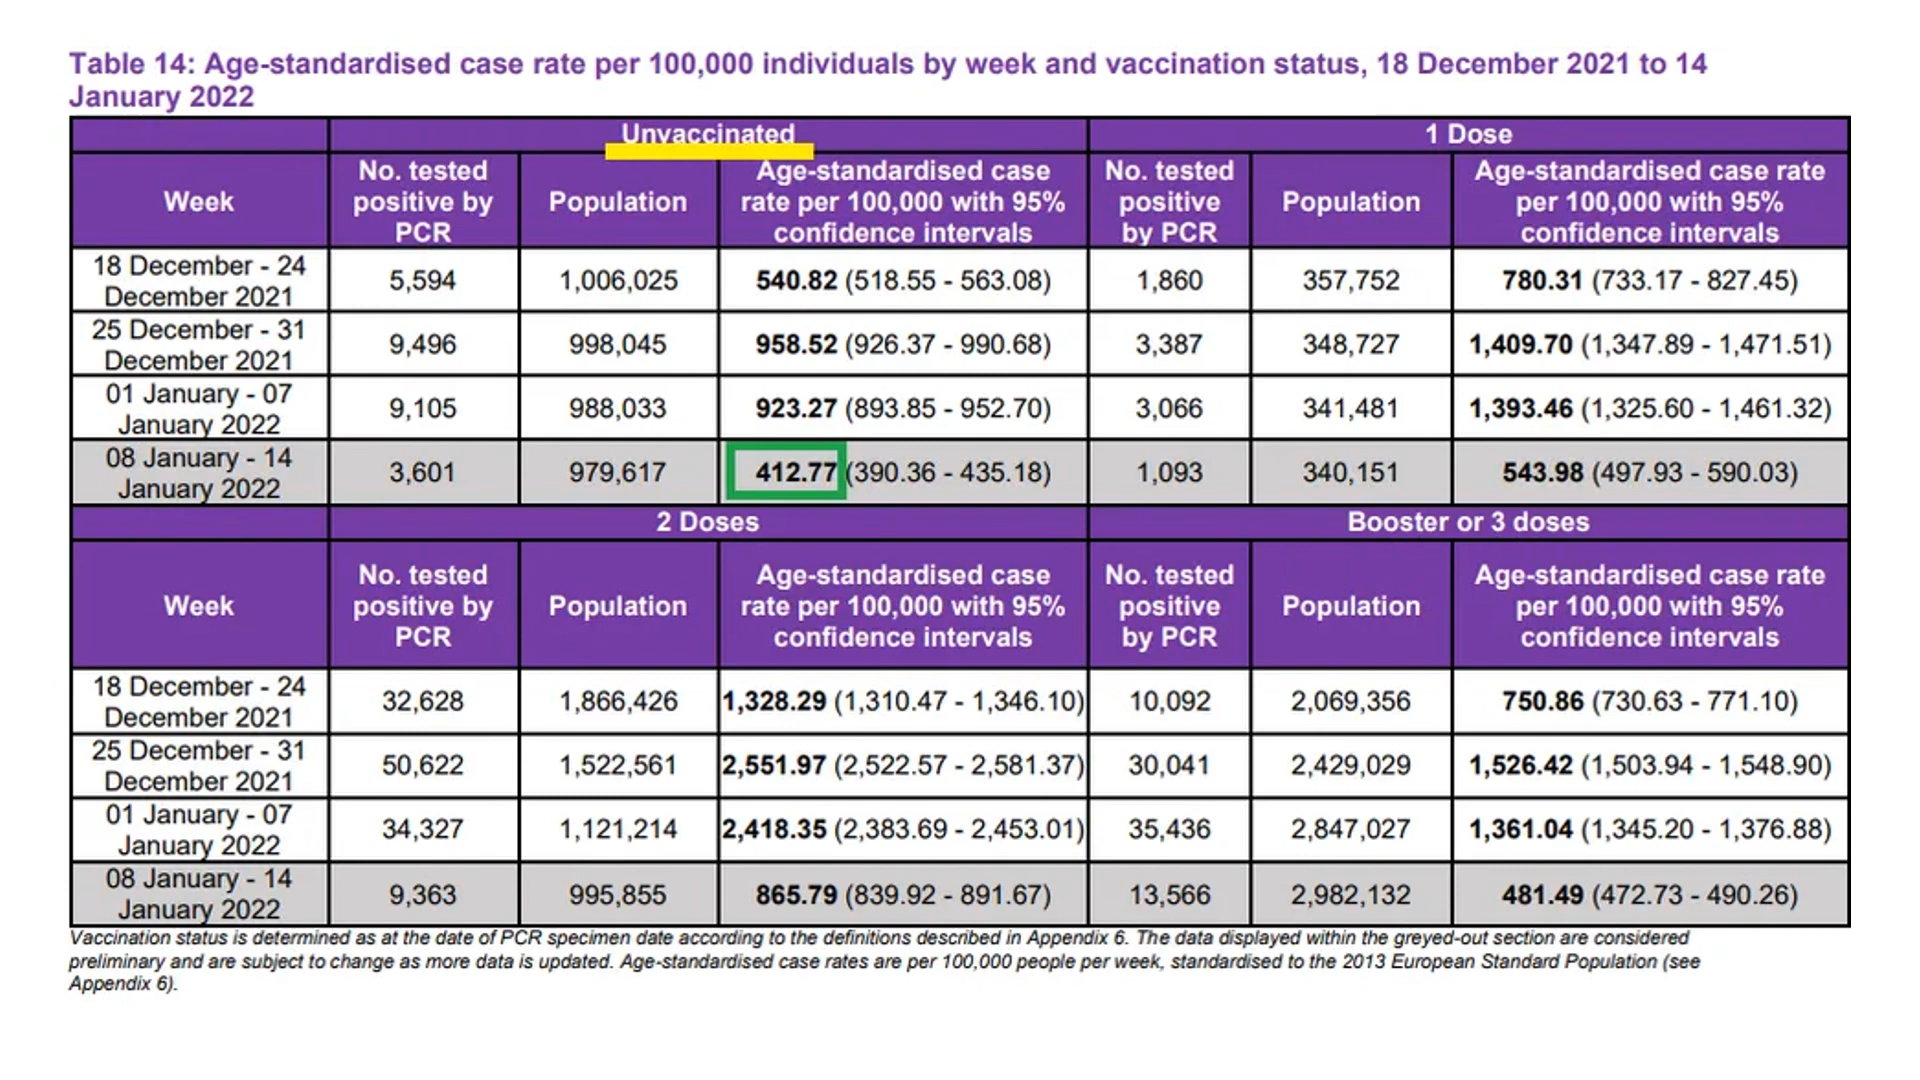 Table 14: Age-standardised case rate per 100,000 individuals by week and vaccination status, 18 December 2021 to 14
January 2022
Unvaccinated 1 Dose
Week
No. tested
positive by
PCR
Population
Age-standardised case
rate per 100,000 with 95%
confidence intervals
No. tested
positive
by PCR
Population
Age-standardised case rate
per 100,000 with 95%
confidence intervals
18 December - 24
December 2021
5,594 1,006,025 540.82 (518.55 - 563.08) 1,860 357,752 780.31 (733.17 - 827.45)
25 December - 31
December 2021
9,496 998,045 958.52 (926.37 - 990.68) 3,387 348,727 1,409.70 (1,347.89 - 1,471.51)
01 January - 07
January 2022
9,105 988,033 923.27 (893.85 - 952.70) 3,066 341,481 1,393.46 (1,325.60 - 1,461.32)
08 January - 14
January 2022
3,601 979,617 412.77 (390.36 - 435.18) 1,093 340,151 543.98 (497.93 - 590.03)
2 Doses Booster or 3 doses
Week
No. tested
positive by
PCR
Population
Age-standardised case
rate per 100,000 with 95%
confidence intervals
No. tested
positive
by PCR
Population
Age-standardised case rate
per 100,000 with 95%
confidence intervals
18 December - 24
December 2021
32,628 1,866,426 1,328.29 (1,310.47 - 1,346.10) 10,092 2,069,356 750.86 (730.63 - 771.10)
25 December - 31
December 2021
50,622 1,522,561 2,551.97 (2,522.57 - 2,581.37) 30,041 2,429,029 1,526.42 (1,503.94 - 1,548.90)
01 January - 07
January 2022
34,327 1,121,214 2,418.35 (2,383.69 - 2,453.01) 35,436 2,847,027 1,361.04 (1,345.20 - 1,376.88)
08 January - 14
January 2022
9,363 995,855 865.79 (839.92 - 891.67) 13,566 2,982,132 481.49 (472.73 - 490.26)
Vaccination status is determined as at the date of PCR specimen date according to the definitions described in Appendix 6. The data displayed within the greyed-out section are considered
preliminary and are subject to change as more data is updated. Age-standardised case rates are per 100,000 people per week, standardised to the 2013 European Standard Population (see
Appendix 6).